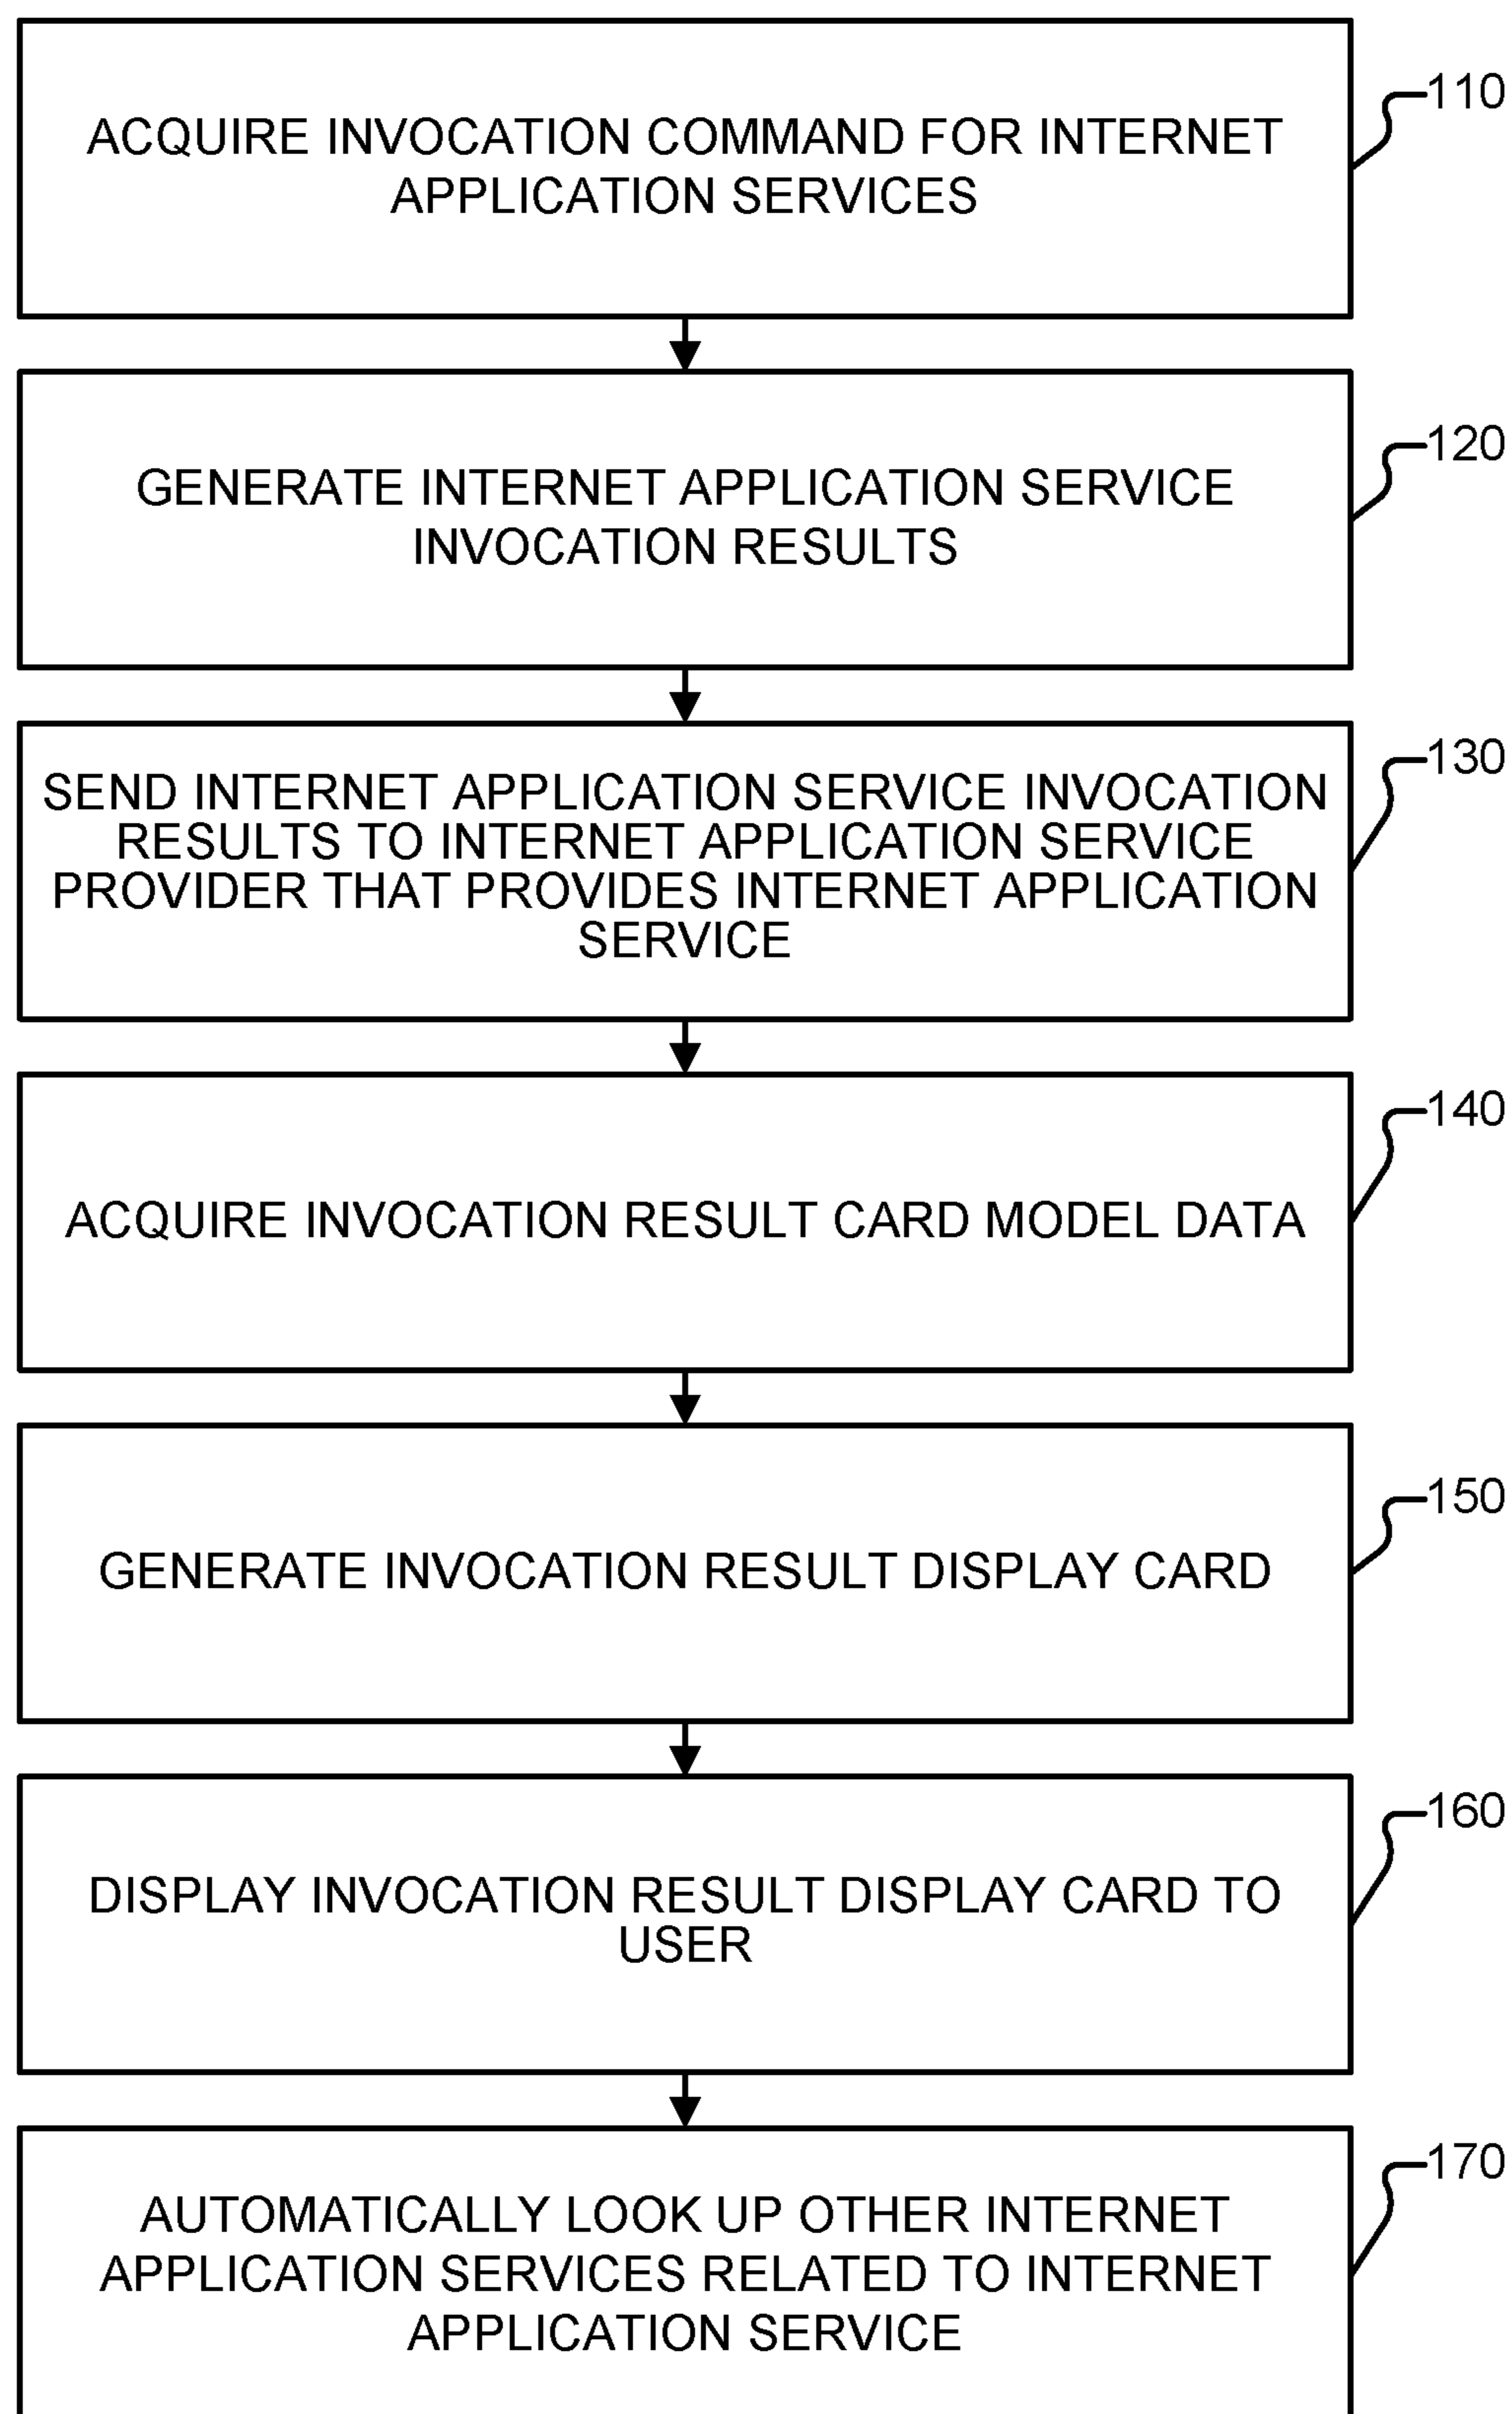 110
ACQUIRE INVOCATION COMMAND FOR INTERNET
APPLICATION SERVICES
120
GENERATE INTERNET APPLICATION SERVICE
INVOCATION RESULTS
130
SEND INTERNET APPLICATION SERVICE INVOCATION
RESULTS TO INTERNET APPLICATION SERVICE
PROVIDER THAT PROVIDES INTERNET APPLICATION
SERVICE
140
ACQUIRE INVOCATION RESULT CARD MODEL DATA
150
GENERATE INVOCATION RESULT DISPLAY CARD
160
DISPLAY INVOCATION RESULT DISPLAY CARD TO
USER
170
AUTOMATICALLY LOOK UP OTHER INTERNET
APPLICATION SERVICES RELATED TO INTERNET
APPLICATION SERVICE